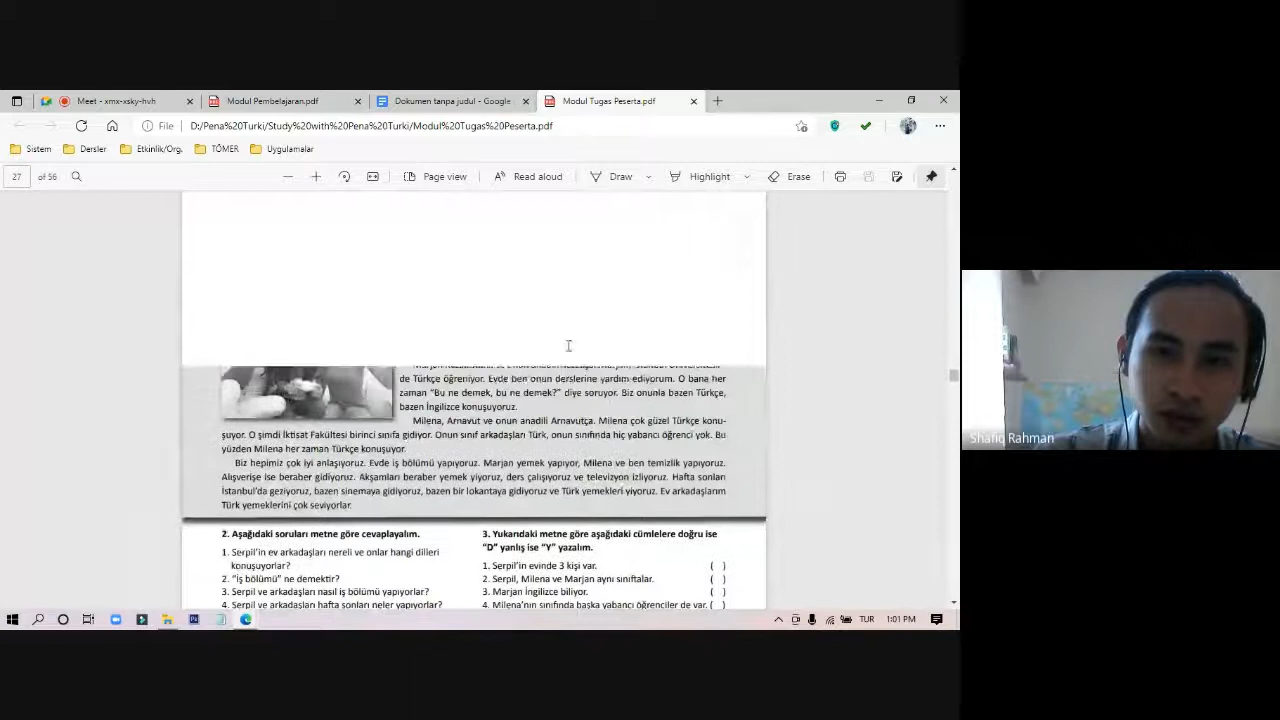 Meet - xmx-xsky-hvh
Modul Pembelajaran.pdf
Dokumen tanpa judul - Google
Modul Tugas Peserta.pdf
File
D:/Pena%20Turki/Study%20with%20Pena%20Turki/Modul%20Tugas%20Peserta.pdf
Sistem
Dersler
Etkinlik/Org.
TÖMER
Uygulamalar
27 of 56
Page view
Read aloud
Draw
Highlight
Erase
de Türkçe öğreniyor. Evde ben onun derslerine yardım ediyorum. O bana her
zaman “Bu ne demek, bu ne demek?” diye soruyor. Biz onunla bazen Türkçe,
bazen İngilizce konuşuyoruz.
Milena, Arnavut ve onun anadili Arnavutça. Milena çok güzel Türkçe konu-
şuyor. O şimdi İktisat Fakültesi birinci sınıfa gidiyor. Onun sınıf arkadaşları Türk, onun sınıfında hiç yabancı öğrenci yok. Bu
yüzden Milena her zaman Türkçe konuşuyor.
Biz hepimiz çok iyi anlaşıyoruz. Evde iş bölümü yapıyoruz. Marjan yemek yapıyor, Milena ve ben temizlik yapıyoruz.
Alışverişe ise beraber gidiyoruz. Akşamları beraber yemek yiyoruz, ders çalışıyoruz ve televizyon izliyoruz. Hafta sonları
İstanbul’da geziyoruz, bazen sinemaya gidiyoruz, bazen bir lokantaya gidiyoruz ve Türk yemekleri yiyoruz. Ev arkadaşlarım
Türk yemeklerini çok seviyorlar.
2. Aşağıdaki soruları metne göre cevaplayalım.
1. Serpil’in ev arkadaşları nereli ve onlar hangi dilleri
konuşuyorlar?
2. “İş bölümü” ne demektir?
3. Serpil ve arkadaşları nasıl iş bölümü yapıyorlar?
4. Serpil ve arkadaşları hafta sonları neler yapıyorlar?
3. Yukarıdaki metne göre aşağıdaki cümlelere doğru ise
“D” yanlış ise “Y” yazalım.
1. Serpil’in evinde 3 kişi var. ( )
2. Serpil, Milena ve Marjan aynı sınıftalar. ( )
3. Marjan İngilizce biliyor. ( )
4. Milena’nın sınıfında başka yabancı öğrenciler de var. ( )
Shafiq Rahman
TUR
1:01 PM